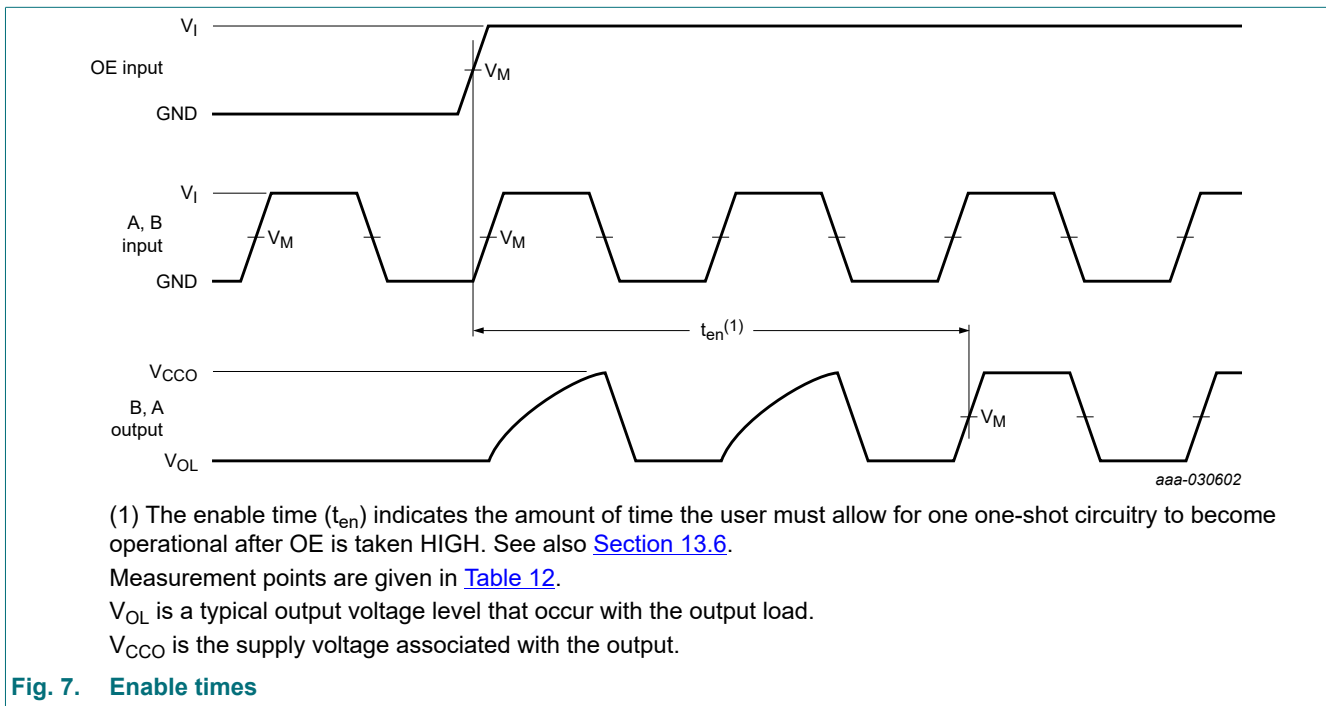 V_I
OE input
V_M
GND
V_I
A, B
input
V_M
V_M
GND
t_en(1)
V_CCO
B, A
output
V_M
V_OL
aaa-030602
(1) The enable time (t_en) indicates the amount of time the user must allow for one one-shot circuitry to become
operational after OE is taken HIGH. See also Section 13.6.
Measurement points are given in Table 12.
V_OL is a typical output voltage level that occur with the output load.
V_CCO is the supply voltage associated with the output.
Fig. 7. Enable times